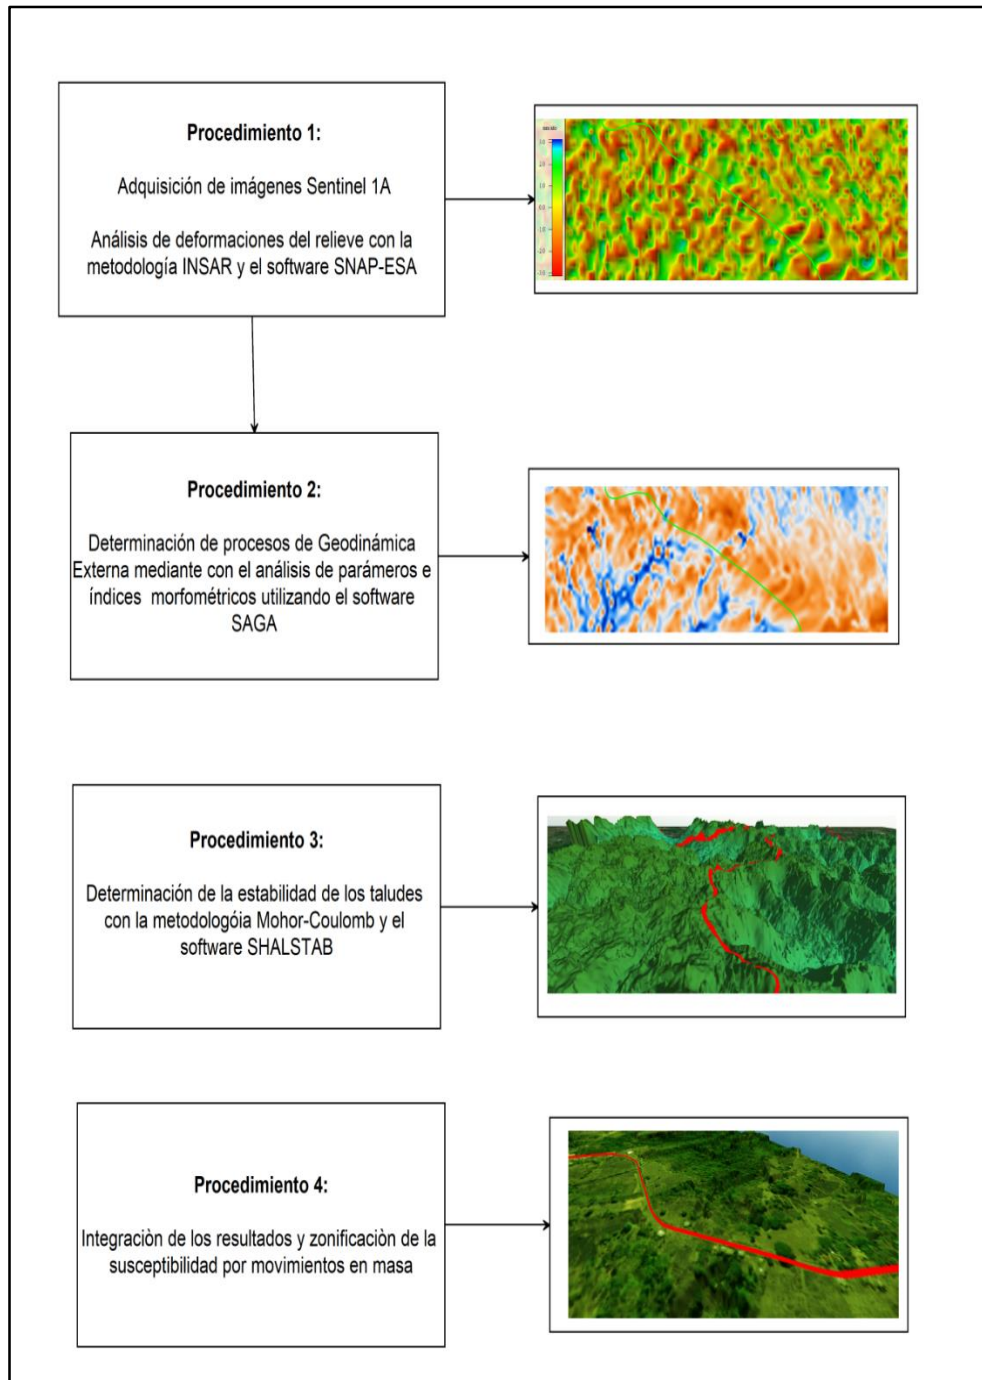 Procedimiento 1:
Adquisición de imágenes Sentinel 1A
Análisis de deformaciones del relieve con la
metodología INSAR y el software SNAP-ESA
Procedimiento 2:
Determinación de procesos de Geodinámica
Externa mediante con el análisis de parámeros e
índices morfométricos utilizando el software
SAGA
Procedimiento 3:
Determinación de la estabilidad de los taludes
con la metodologóia Mohor-Coulomb y el
software SHALSTAB
Procedimiento 4:
Integraciòn de los resultados y zonificaciòn de la
susceptibilidad por movimientos en masa